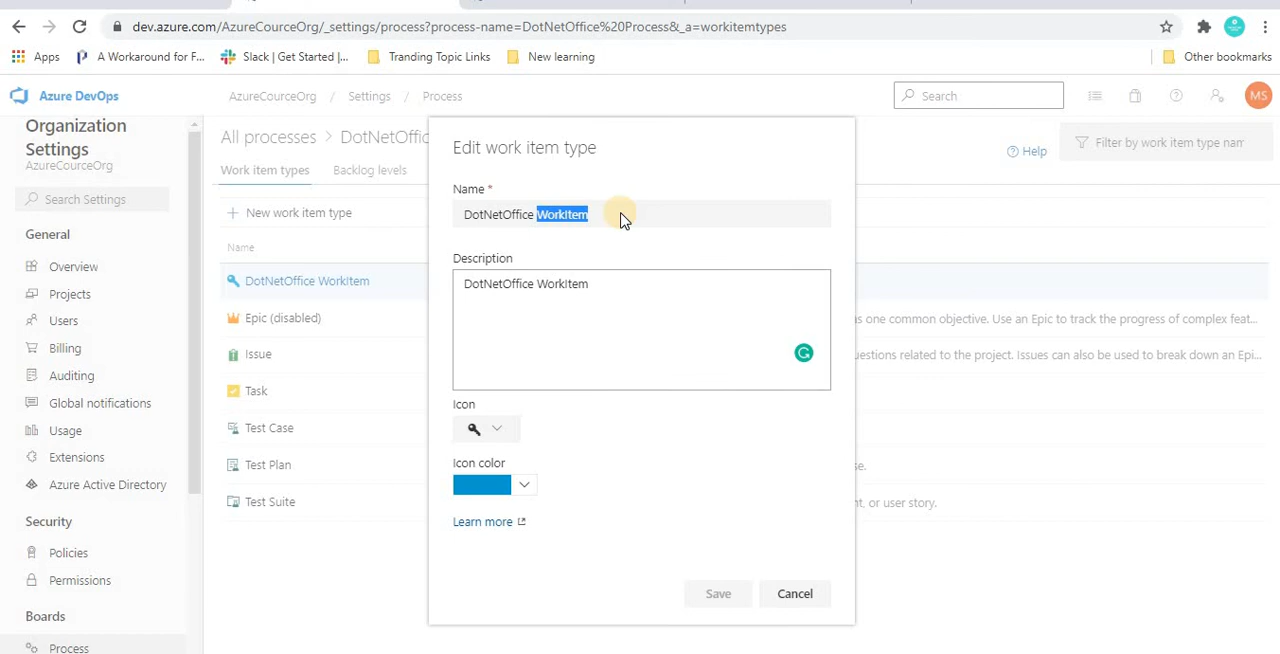 dev.azure.com/AzureCourceOrg/_settings/process?process-name=DotNetOffice%20Process&_a=workitemtypes
Apps
A Workaround for F...
Slack | Get Started |...
Tranding Topic Links
New learning
Other bookmarks
Azure DevOps
AzureCourceOrg / Settings / Process
Search
MS
Organization
Settings
AzureCourceOrg
Search Settings
General
Overview
Projects
Users
Billing
Auditing
Global notifications
Usage
Extensions
Azure Active Directory
Security
Policies
Permissions
Boards
Process
All processes > DotNetOffic
Help
Filter by work item type nam
Work item types
Backlog levels
New work item type
Name
DotNetOffice WorkItem
Epic (disabled)
as one common objective. Use an Epic to track the progress of complex feat...
Issue
uestions related to the project. Issues can also be used to break down an Epi...
Task
Test Case
Test Plan
se.
Test Suite
nt, or user story.
Edit work item type
Name *
DotNetOffice WorkItem
Description
DotNetOffice WorkItem
Icon
Icon color
Learn more
Save
Cancel